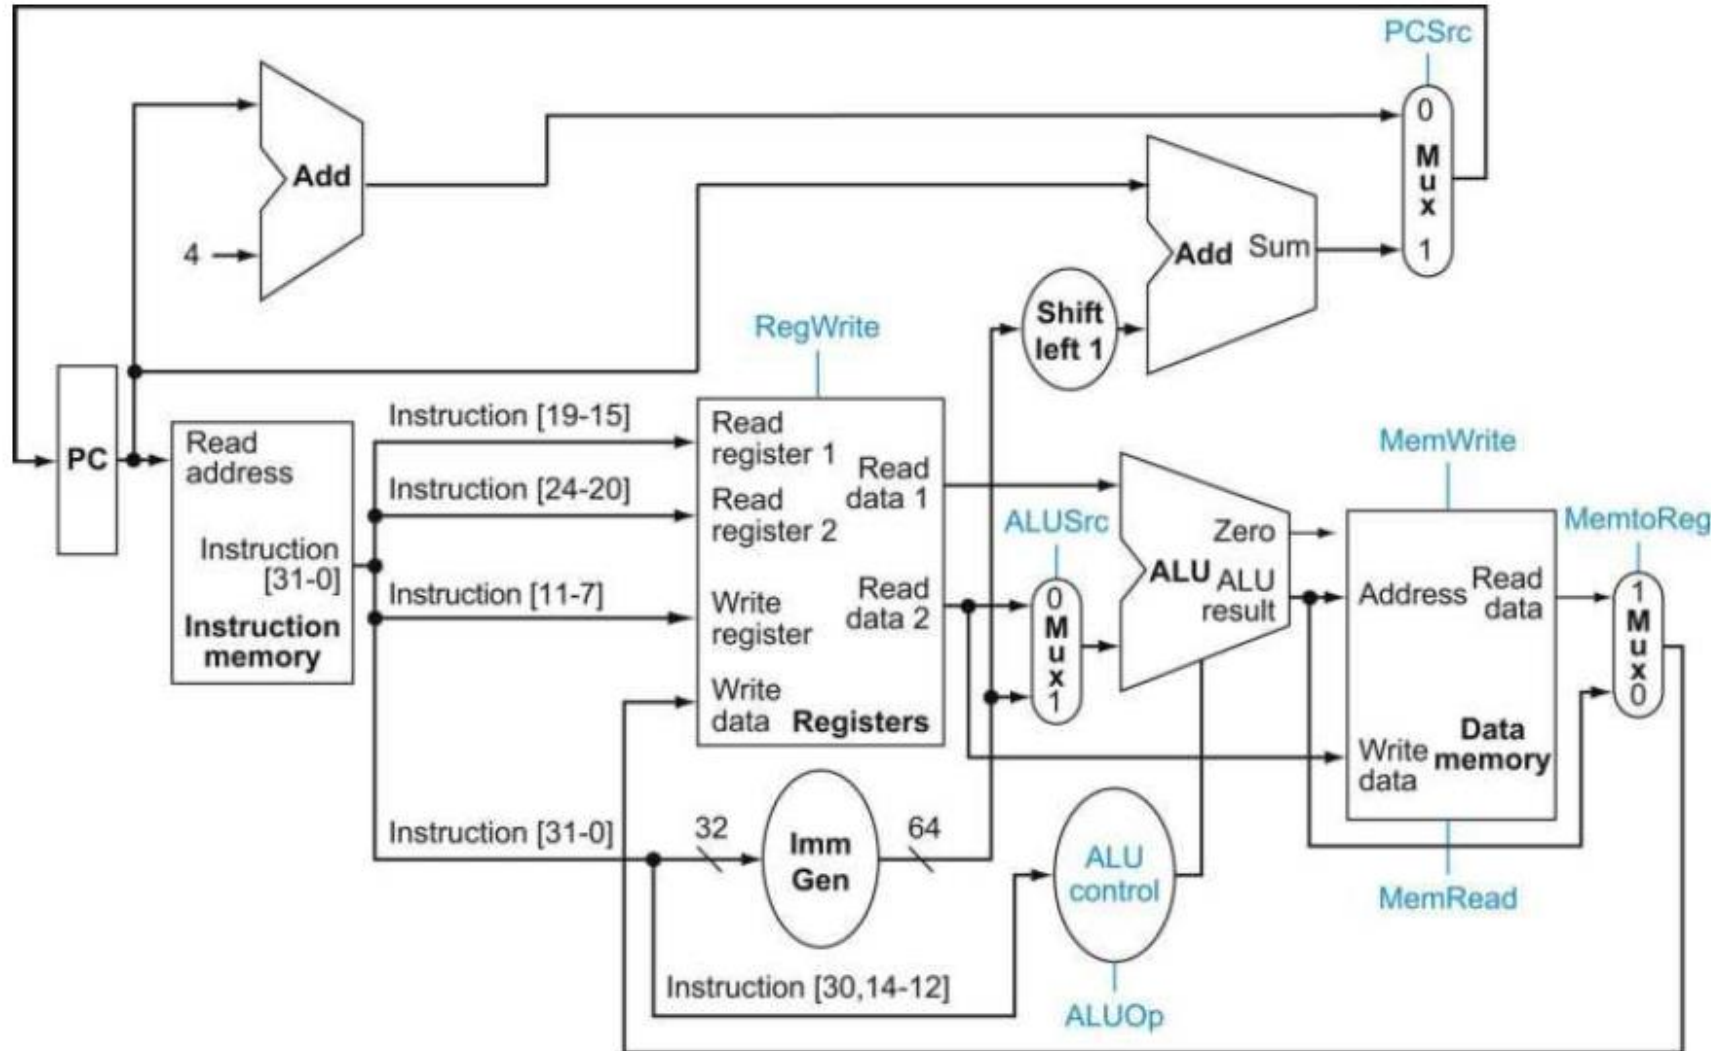 PCSrc
0
Mux
1
Add
4
Add Sum
Shift
left 1
RegWrite
PC
Read
address
Instruction
[31-0]
Instruction
memory
Instruction [19-15]
Instruction [24-20]
Instruction [11-7]
Instruction [31-0]
Read
register 1
Read
register 2
Write
register
Write
data
Read
data 1
Read
data 2
Registers
ALUSrc
0
Mux
1
Zero
ALU
ALU
result
MemWrite
Address
Read
data
Write
data
Data
memory
MemRead
MemtoReg
1
Mux
0
32
Imm
Gen
64
ALU
control
Instruction [30,14-12]
ALUOp